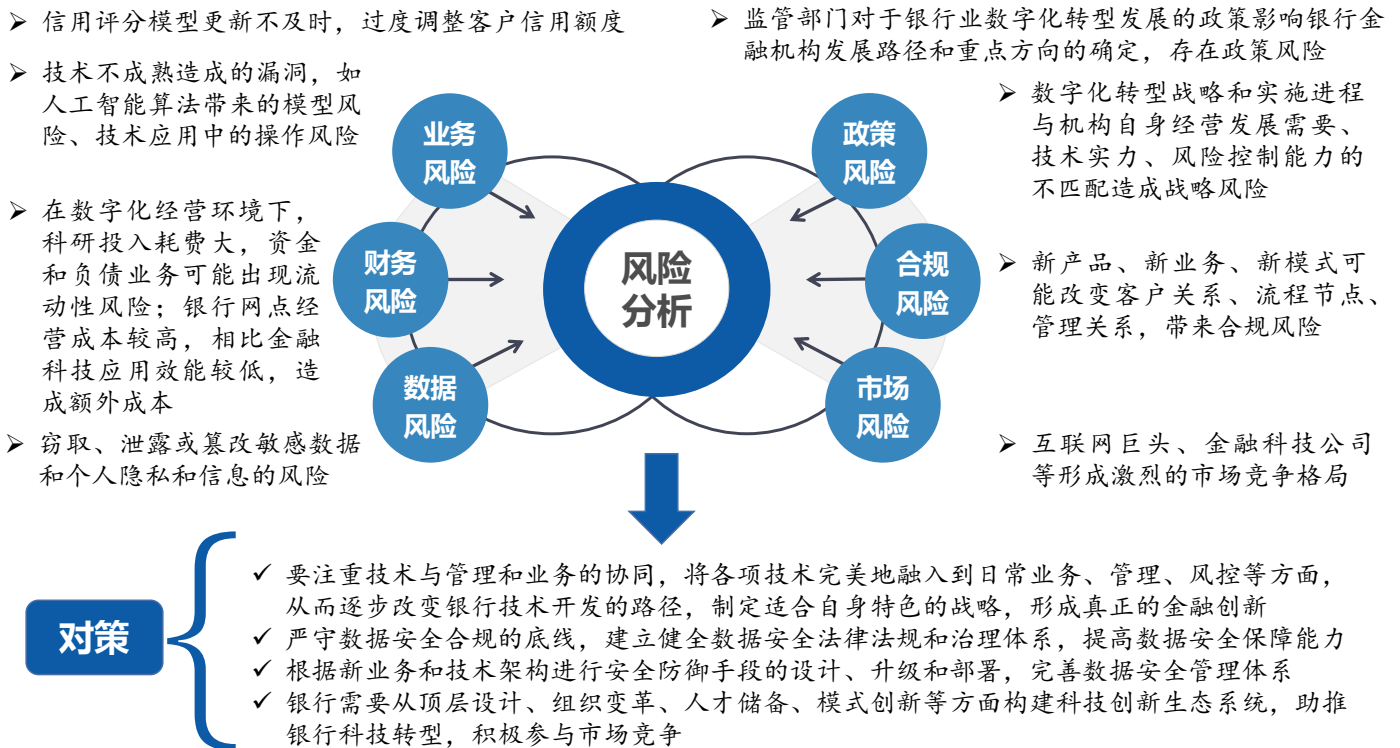 信用评分模型更新不及时，过度调整客户信用额度
技术不成熟造成的漏洞，如
人工智能算法带来的模型风
险、技术应用中的操作风险
在数字化经营环境下，
科研投入耗费大，资金
和负债业务可能出现流
动性风险；银行网点经
营成本较高，相比金融
科技应用效能较低，造
成额外成本
窃取、泄露或篡改敏感数据
和个人隐私和信息的风险
业务
风险
财务
风险
数据
风险
风险
分析
政策
风险
合规
风险
市场
风险
监管部门对于银行业数字化转型发展的政策影响银行金
融机构发展路径和重点方向的确定，存在政策风险
数字化转型战略和实施进程
与机构自身经营发展需要、
技术实力、风险控制能力的
不匹配造成战略风险
新产品、新业务、新模式可
能改变客户关系、流程节点、
管理关系，带来合规风险
互联网巨头、金融科技公司
等形成激烈的市场竞争格局
对策
要注重技术与管理和业务的协同，将各项技术完美地融入到日常业务、管理、风控等方面，
从而逐步改变银行技术开发的路径，制定适合自身特色的战略，形成真正的金融创新
严守数据安全合规的底线，建立健全数据安全法律法规和治理体系，提高数据安全保障能力
根据新业务和技术架构进行安全防御手段的设计、升级和部署，完善数据安全管理体系
银行需要从顶层设计、组织变革、人才储备、模式创新等方面构建科技创新生态系统，助推
银行科技转型，积极参与市场竞争